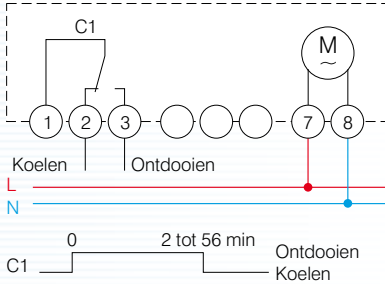 C1
M
~
1 2 3 7 8
Koelen Ontdooien
L
N
0 2 tot 56 min
Ontdooien
C1
Koelen